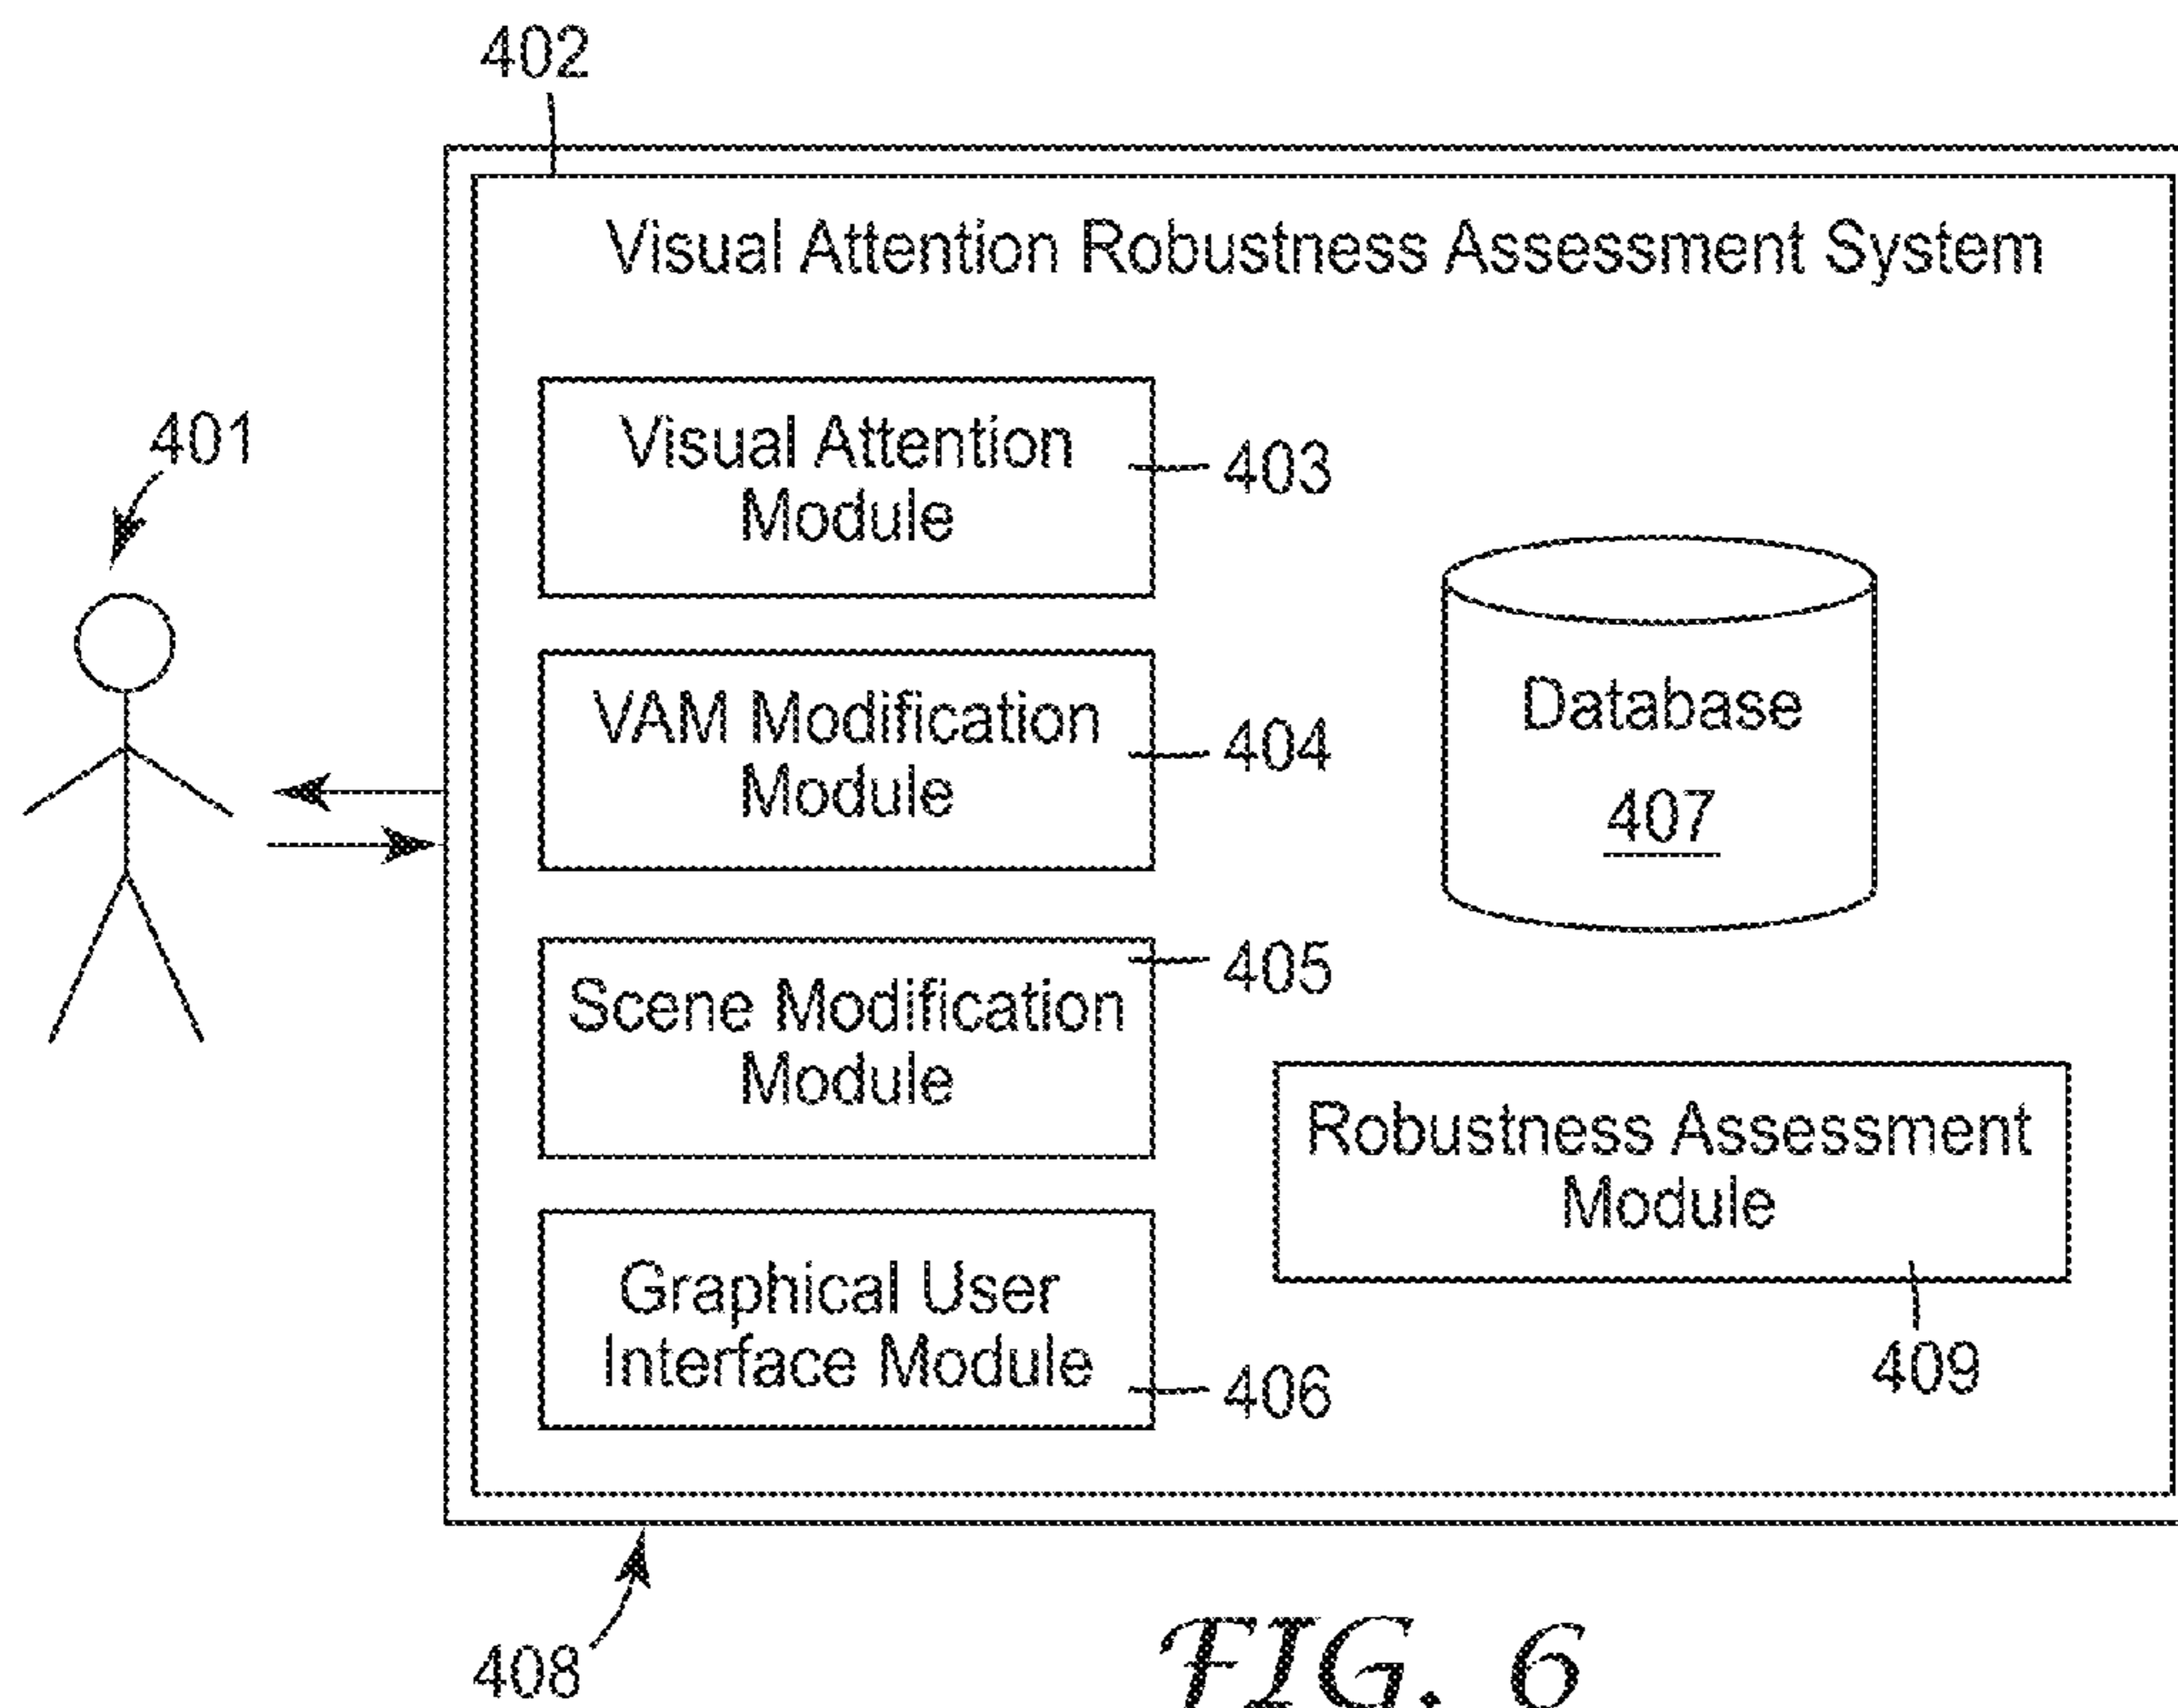 402
Visual Attention Robustness Assessment System
401
Visual Attention
Module
403
VAM Modification
Module
404
Database
407
Scene Modification
Module
405
Robustness Assessment
Module
409
Graphical User
Interface Module
406
408
FIG. 6